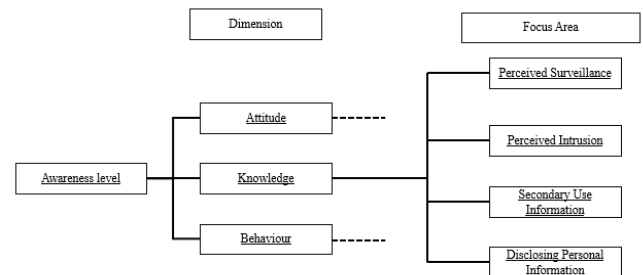 Dimension
Focus Area
Perceived Surveillance
Attitude
Perceived Intrusion
Awareness level
Knowledge
Secondary Use
Information
Behaviour
Disclosing Personal
Information